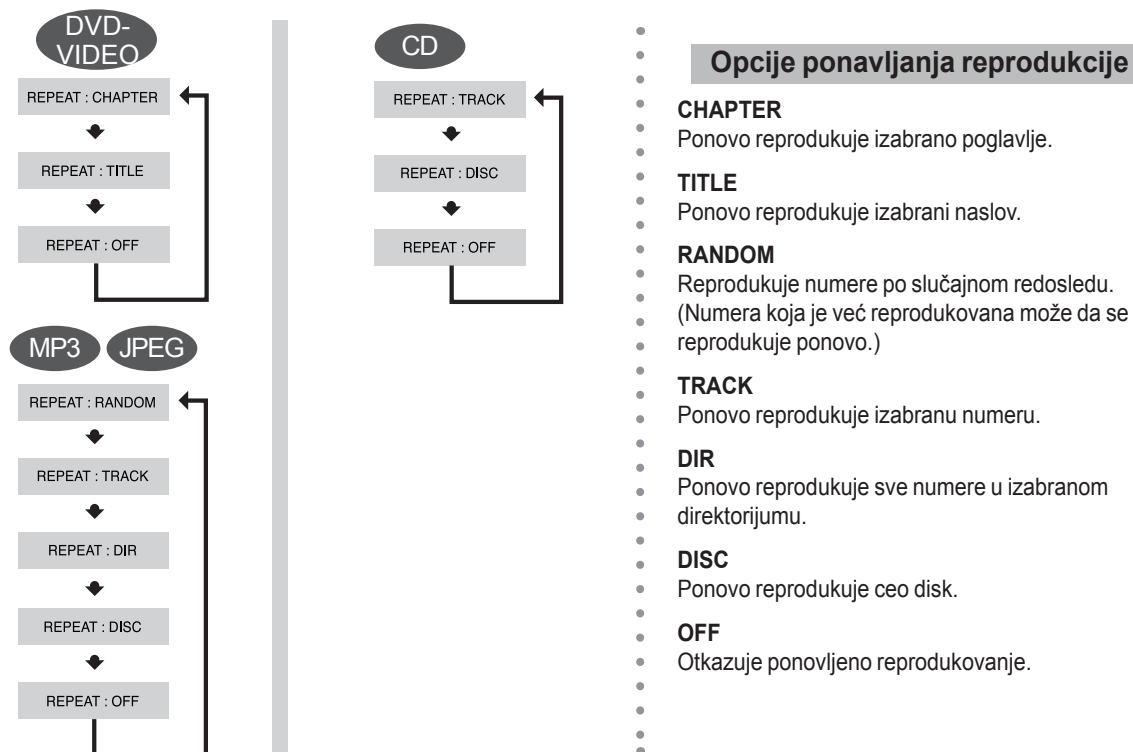 DVD-
VIDEO
REPEAT : CHAPTER
REPEAT : TITLE
REPEAT : OFF
MP3
JPEG
REPEAT : RANDOM
REPEAT : TRACK
REPEAT : DIR
REPEAT : DISC
REPEAT : OFF
CD
REPEAT : TRACK
REPEAT : DISC
REPEAT : OFF
Opcije ponavljanja reprodukcije
CHAPTER
Ponovo reprodukuje izabrano poglavlje.
TITLE
Ponovo reprodukuje izabrani naslov.
RANDOM
Reprodukuje numere po slučajnom redosledu.
(Numera koja je već reprodukovana može da se
reprodukuje ponovo.)
TRACK
Ponovo reprodukuje izabranu numeru.
DIR
Ponovo reprodukuje sve numere u izabranom
direktorijumu.
DISC
Ponovo reprodukuje ceo disk.
OFF
Otkazuje ponovljeno reprodukovanje.